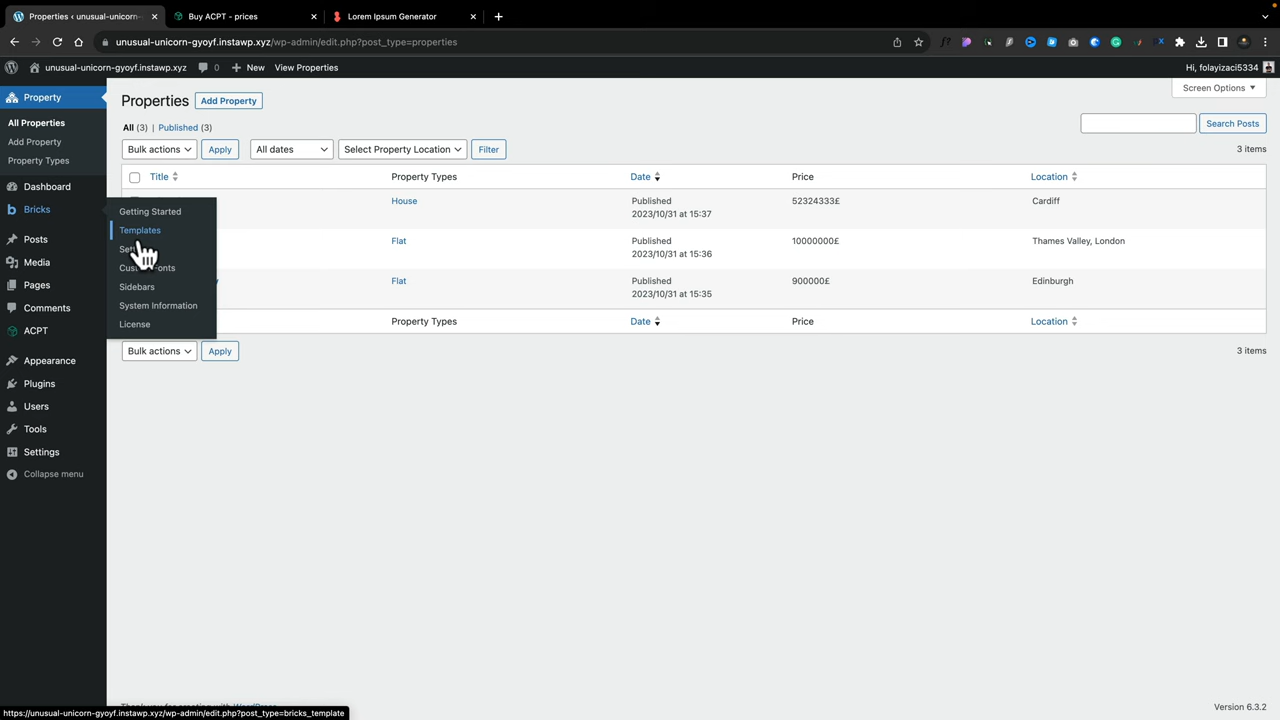 Properties ‹ unusual-unicorn-
Buy ACPT - prices
Lorem Ipsum Generator
unusual-unicorn-gyoyf.instawp.xyz/wp-admin/edit.php?post_type=properties
unusual-unicorn-gyoyf.instawp.xyz
0
New
View Properties
Hi, folayizaci5334
Property
All Properties
Add Property
Property Types
Dashboard
Bricks
Posts
Media
Pages
Comments
ACPT
Appearance
Plugins
Users
Tools
Settings
Collapse menu
Getting Started
Templates
Custom Fonts
Sidebars
System Information
License
Properties
Add Property
Screen Options
All (3) | Published (3)
Search Posts
Bulk actions
Apply
All dates
Select Property Location
Filter
3 items
Title
Property Types
Date
Price
Location
House
Published
2023/10/31 at 15:37
52324333£
Cardiff
Flat
Published
2023/10/31 at 15:36
10000000£
Thames Valley, London
Flat
Published
2023/10/31 at 15:35
900000£
Edinburgh
Property Types
Date
Price
Location
Bulk actions
Apply
3 items
https://unusual-unicorn-gyoyf.instawp.xyz/wp-admin/edit.php?post_type=bricks_template
Version 6.3.2